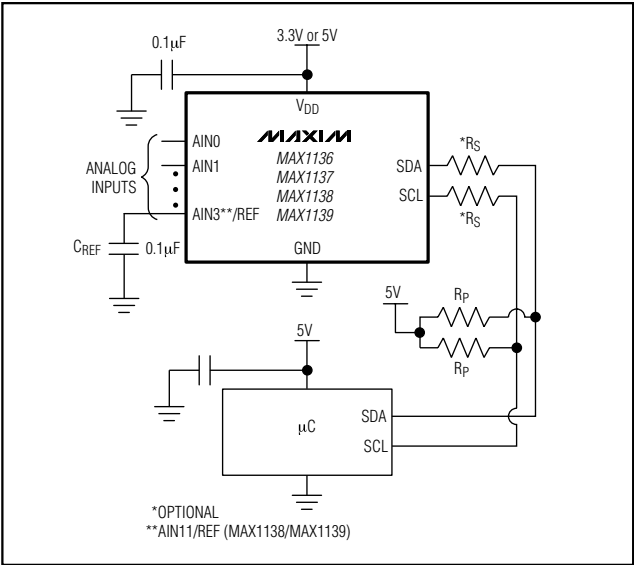 0.1μF
3.3V or 5V
VDD
MAXIM
MAX1136
MAX1137
MAX1138
MAX1139
ANALOG
INPUTS
AIN0
AIN1
AIN3**/REF
SDA
SCL
*RS
*RS
CREF
0.1μF
GND
5V
RP
RP
5V
μC
SDA
SCL
*OPTIONAL
**AIN11/REF (MAX1138/MAX1139)